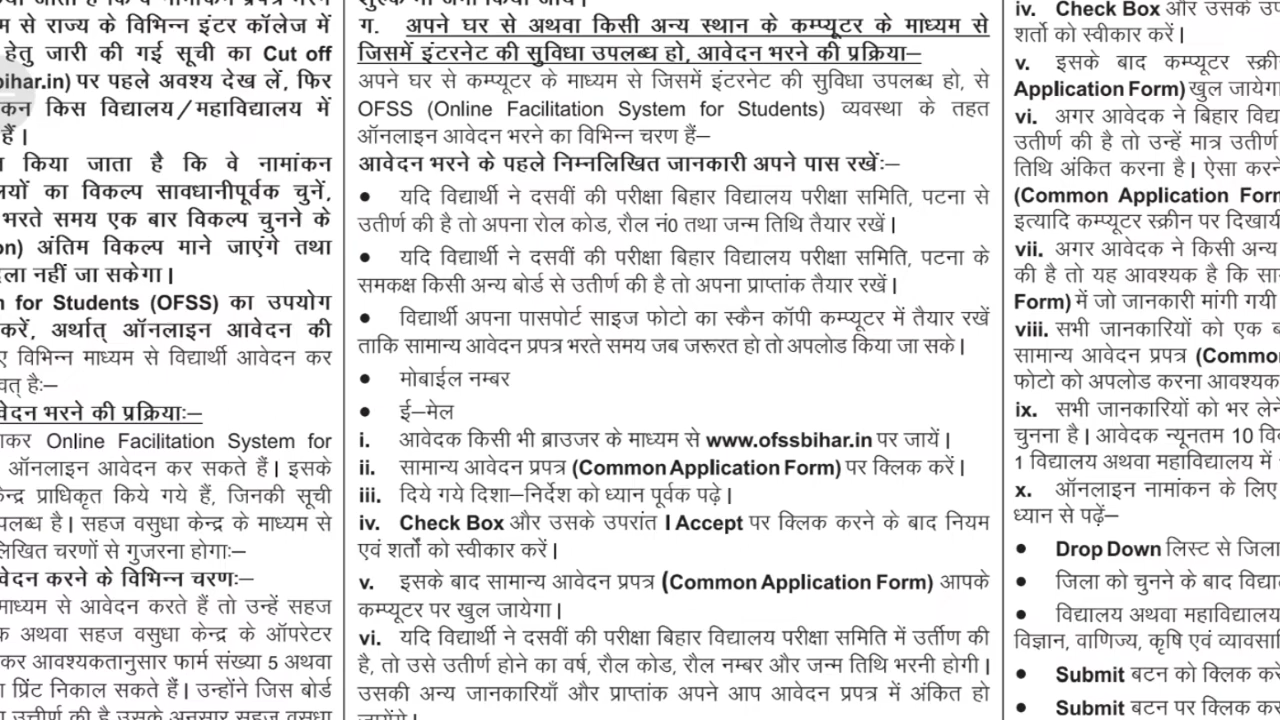 से राज्य के विभिन्न इंटर कॉलेज में
हेतु जारी की गई सूची का Cut off
bihar.in) पर पहले अवश्य देख लें, फिर
किस विद्यालय/महाविद्यालय में
हैं।
किया जाता है कि वे नामांकन
का विकल्प सावधानीपूर्वक चुनें,
भरते समय एक बार विकल्प चुनने के
अंतिम विकल्प माने जाएंगे तथा
नहीं जा सकेगा।
for Students (OFSS) का उपयोग
करें, अर्थात् ऑनलाइन आवेदन की
विभिन्न माध्यम से विद्यार्थी आवेदन कर
है:–
भरने की प्रक्रियाः–
Online Facilitation System for
ऑनलाइन आवेदन कर सकते हैं। इसके
प्राधिकृत किये गये हैं, जिनकी सूची
है। सहज वसुधा केन्द्र के माध्यम से
चरणों से गुजरना होगाः–
करने के विभिन्न चरणः–
माध्यम से आवेदन करते हैं तो उन्हें सहज
अथवा सहज वसुधा केन्द्र के ऑपरेटर
आवश्यकतानुसार फार्म संख्या 5 अथवा
प्रिंट निकाल सकते हैं। उन्होंने जिस बोर्ड
उत्तीर्ण की है उसके अनुसार सहज वसुधा
ग. अपने घर से अथवा किसी अन्य स्थान के कम्प्यूटर के माध्यम से
जिसमें इंटरनेट की सुविधा उपलब्ध हो, आवेदन भरने की प्रक्रिया–
अपने घर से कम्प्यूटर के माध्यम से जिसमें इंटरनेट की सुविधा उपलब्ध हो, से
OFSS (Online Facilitation System for Students) व्यवस्था के तहत
ऑनलाइन आवेदन भरने का विभिन्न चरण हैं–
आवेदन भरने के पहले निम्नलिखित जानकारी अपने पास रखेंः–
● यदि विद्यार्थी ने दसवीं की परीक्षा बिहार विद्यालय परीक्षा समिति, पटना से
उतीर्ण की है तो अपना रोल कोड, रौल नं0 तथा जन्म तिथि तैयार रखें।
● यदि विद्यार्थी ने दसवीं की परीक्षा बिहार विद्यालय परीक्षा समिति, पटना के
समकक्ष किसी अन्य बोर्ड से उतीर्ण की है तो अपना प्राप्तांक तैयार रखें।
● विद्यार्थी अपना पासपोर्ट साइज फोटो का स्कैन कॉपी कम्प्यूटर में तैयार रखें
ताकि सामान्य आवेदन प्रपत्र भरते समय जब जरूरत हो तो अपलोड किया जा सके।
● मोबाईल नम्बर
● ई–मेल
i. आवेदक किसी भी ब्राउजर के माध्यम से www.ofssbihar.in पर जायें।
ii. सामान्य आवेदन प्रपत्र (Common Application Form) पर क्लिक करें।
iii. दिये गये दिशा–निर्देश को ध्यान पूर्वक पढ़े।
iv. Check Box और उसके उपरांत I Accept पर क्लिक करने के बाद नियम
एवं शर्तों को स्वीकार करें।
v. इसके बाद सामान्य आवेदन प्रपत्र (Common Application Form) आपके
कम्प्यूटर पर खुल जायेगा।
vi. यदि विद्यार्थी ने दसवीं की परीक्षा बिहार विद्यालय परीक्षा समिति में उर्तीण की
है, तो उसे उतीर्ण होने का वर्ष, रौल कोड, रौल नम्बर और जन्म तिथि भरनी होगी।
उसकी अन्य जानकारियाँ और प्राप्तांक अपने आप आवेदन प्रपत्र में अंकित हो
iv. Check Box और उसके
शर्तो को स्वीकार करें।
v. इसके बाद कम्प्यूटर
Application Form) खुल जायेगा
vi. अगर आवेदक ने बिहार
उतीर्ण की है तो उन्हें मात्र उतीर्ण
तिथि अंकित करना है। ऐसा
(Common Application Form
इत्यादि कम्प्यूटर स्क्रीन पर
vii. अगर आवेदक ने किसी अन्य
की है तो यह आवश्यक है कि
Form) में जो जानकारी मांगी गयी
viii. सभी जानकारियों को एक
सामान्य आवेदन प्रपत्र
फोटो को अपलोड करना
ix. सभी जानकारियों को भर
चुनना है। आवेदक न्यूनतम 10
1 विद्यालय अथवा महाविद्यालय में
x. ऑनलाइन नामांकन के लिए
ध्यान से पढ़ें–
● Drop Down लिस्ट से जिला
● जिला को चुनने के बाद
● विद्यालय अथवा महाविद्यालय
विज्ञान, वाणिज्य, कृषि एवं
● Submit बटन को क्लिक
● Submit बटन पर क्लिक